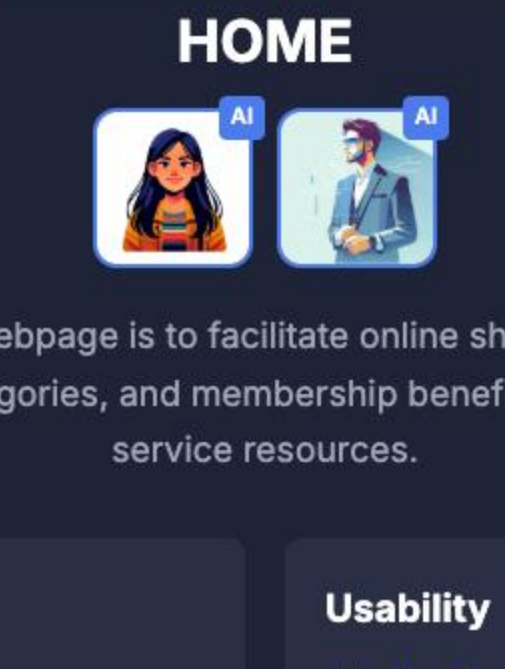 HOME
AI AI
ebpage is to facilitate online sh
gories, and membership benef
service resources.
Usability